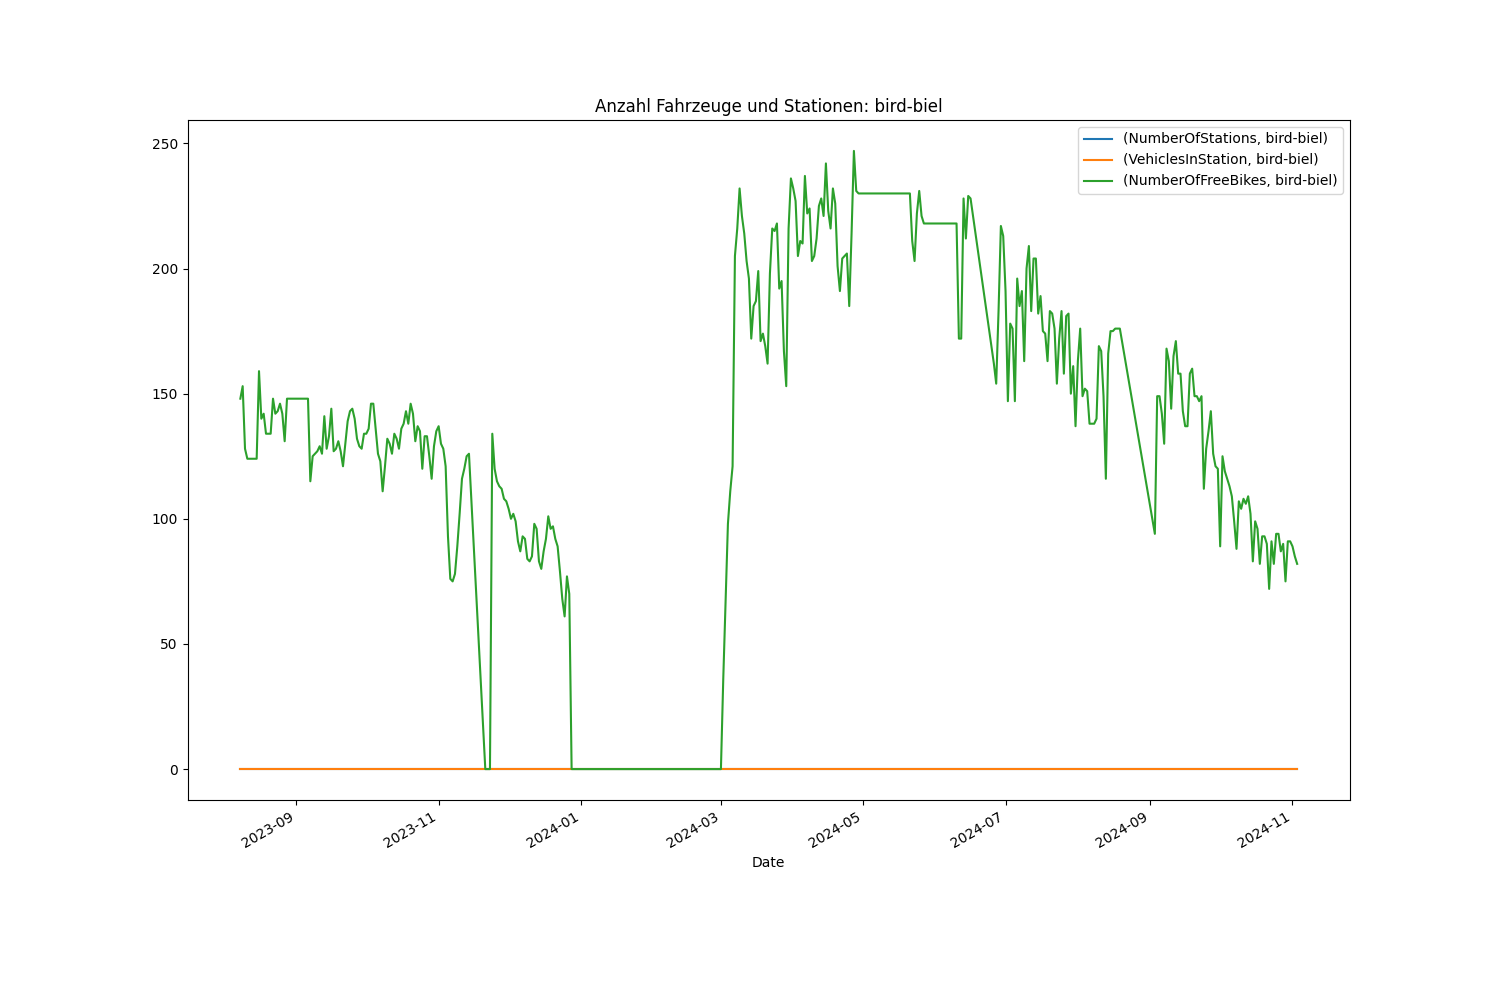 Anzahl Fahrzeuge und Stationen: bird-biel
(NumberOfStations, bird-biel)
(VehiclesInStation, bird-biel)
(NumberOfFreeBikes, bird-biel)
250
200
150
100
50
0
2023-09
2023-11
2024-01
2024-03
2024-05
2024-07
2024-09
2024-11
Date